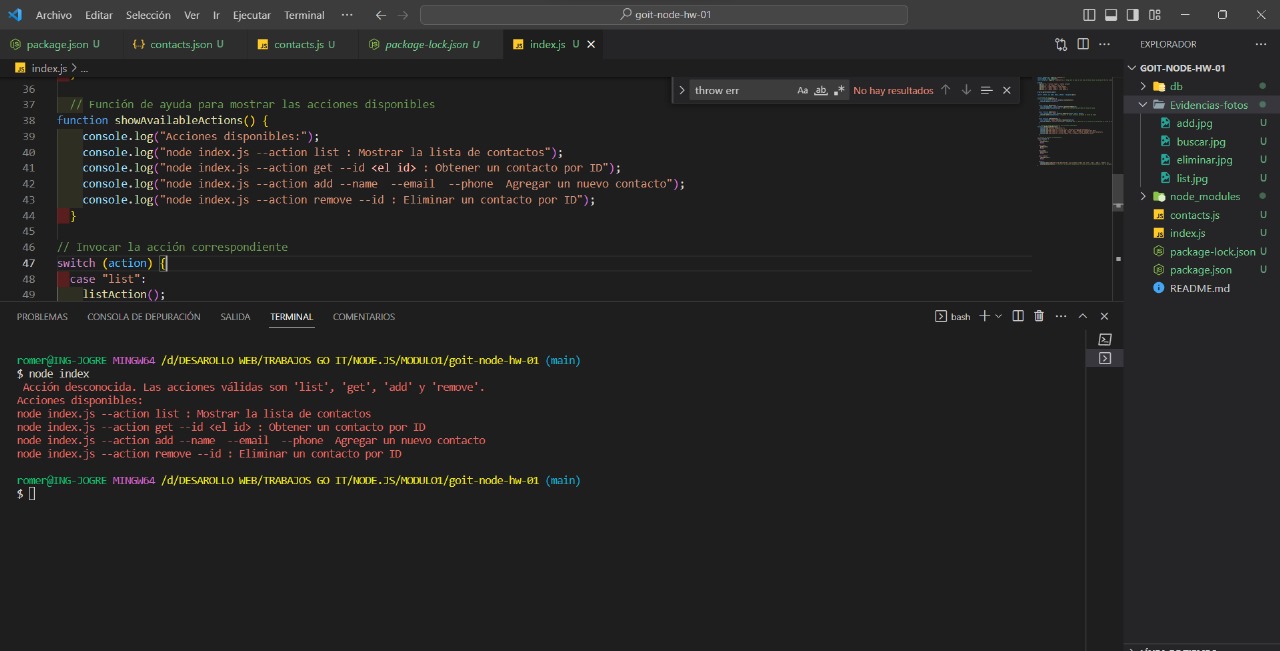 Archivo Editar Selección Ver Ir Ejecutar Terminal ··· goit-node-hw-01
package.json U contacts.json U contacts.js U package-lock.json U index.js U
index.js > ...
throw err Aa ab .* No hay resultados
36
37 // Función de ayuda para mostrar las acciones disponibles
38 function showAvailableActions() {
39 console.log("Acciones disponibles:");
40 console.log("node index.js --action list : Mostrar la lista de contactos");
41 console.log("node index.js --action get --id <el id> : Obtener un contacto por ID");
42 console.log("node index.js --action add --name  --email  --phone  Agregar un nuevo contacto");
43 console.log("node index.js --action remove --id : Eliminar un contacto por ID");
44 }
45
46 // Invocar la acción correspondiente
47 switch (action) {
48 case "list":
49 listAction();
PROBLEMAS CONSOLA DE DEPURACIÓN SALIDA TERMINAL COMENTARIOS
bash
romer@ING-JOGRE MINGW64 /d/DESAROLLO WEB/TRABAJOS GO IT/NODE.JS/MODULO1/goit-node-hw-01 (main)
$ node index
Acción desconocida. Las acciones válidas son 'list', 'get', 'add' y 'remove'.
Acciones disponibles:
node index.js --action list : Mostrar la lista de contactos
node index.js --action get --id <el id> : Obtener un contacto por ID
node index.js --action add --name  --email  --phone  Agregar un nuevo contacto
node index.js --action remove --id : Eliminar un contacto por ID
romer@ING-JOGRE MINGW64 /d/DESAROLLO WEB/TRABAJOS GO IT/NODE.JS/MODULO1/goit-node-hw-01 (main)
$
EXPLORADOR ···
GOIT-NODE-HW-01
db
Evidencias-fotos
add.jpg U
buscar.jpg U
eliminar.jpg U
list.jpg U
node_modules
contacts.js U
index.js U
package-lock.json U
package.json U
README.md